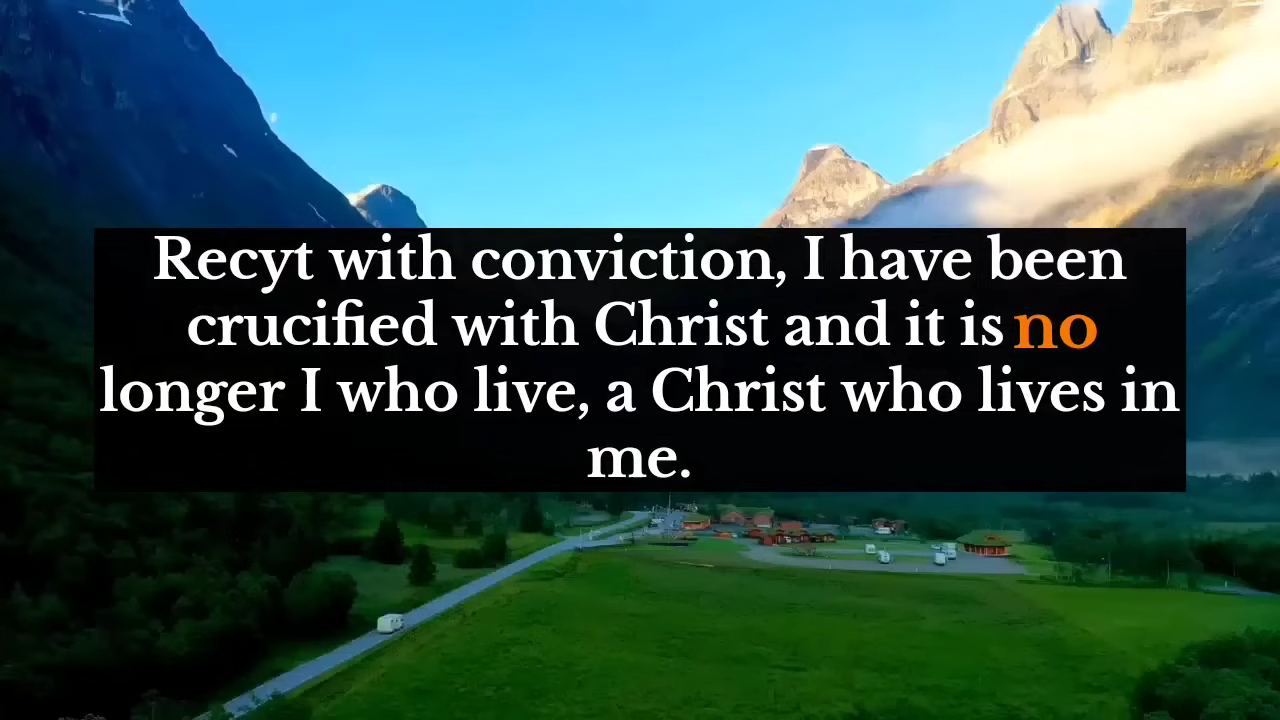 Recyt with conviction, I have been
crucified with Christ and it is no
longer I who live, a Christ who lives in
me.